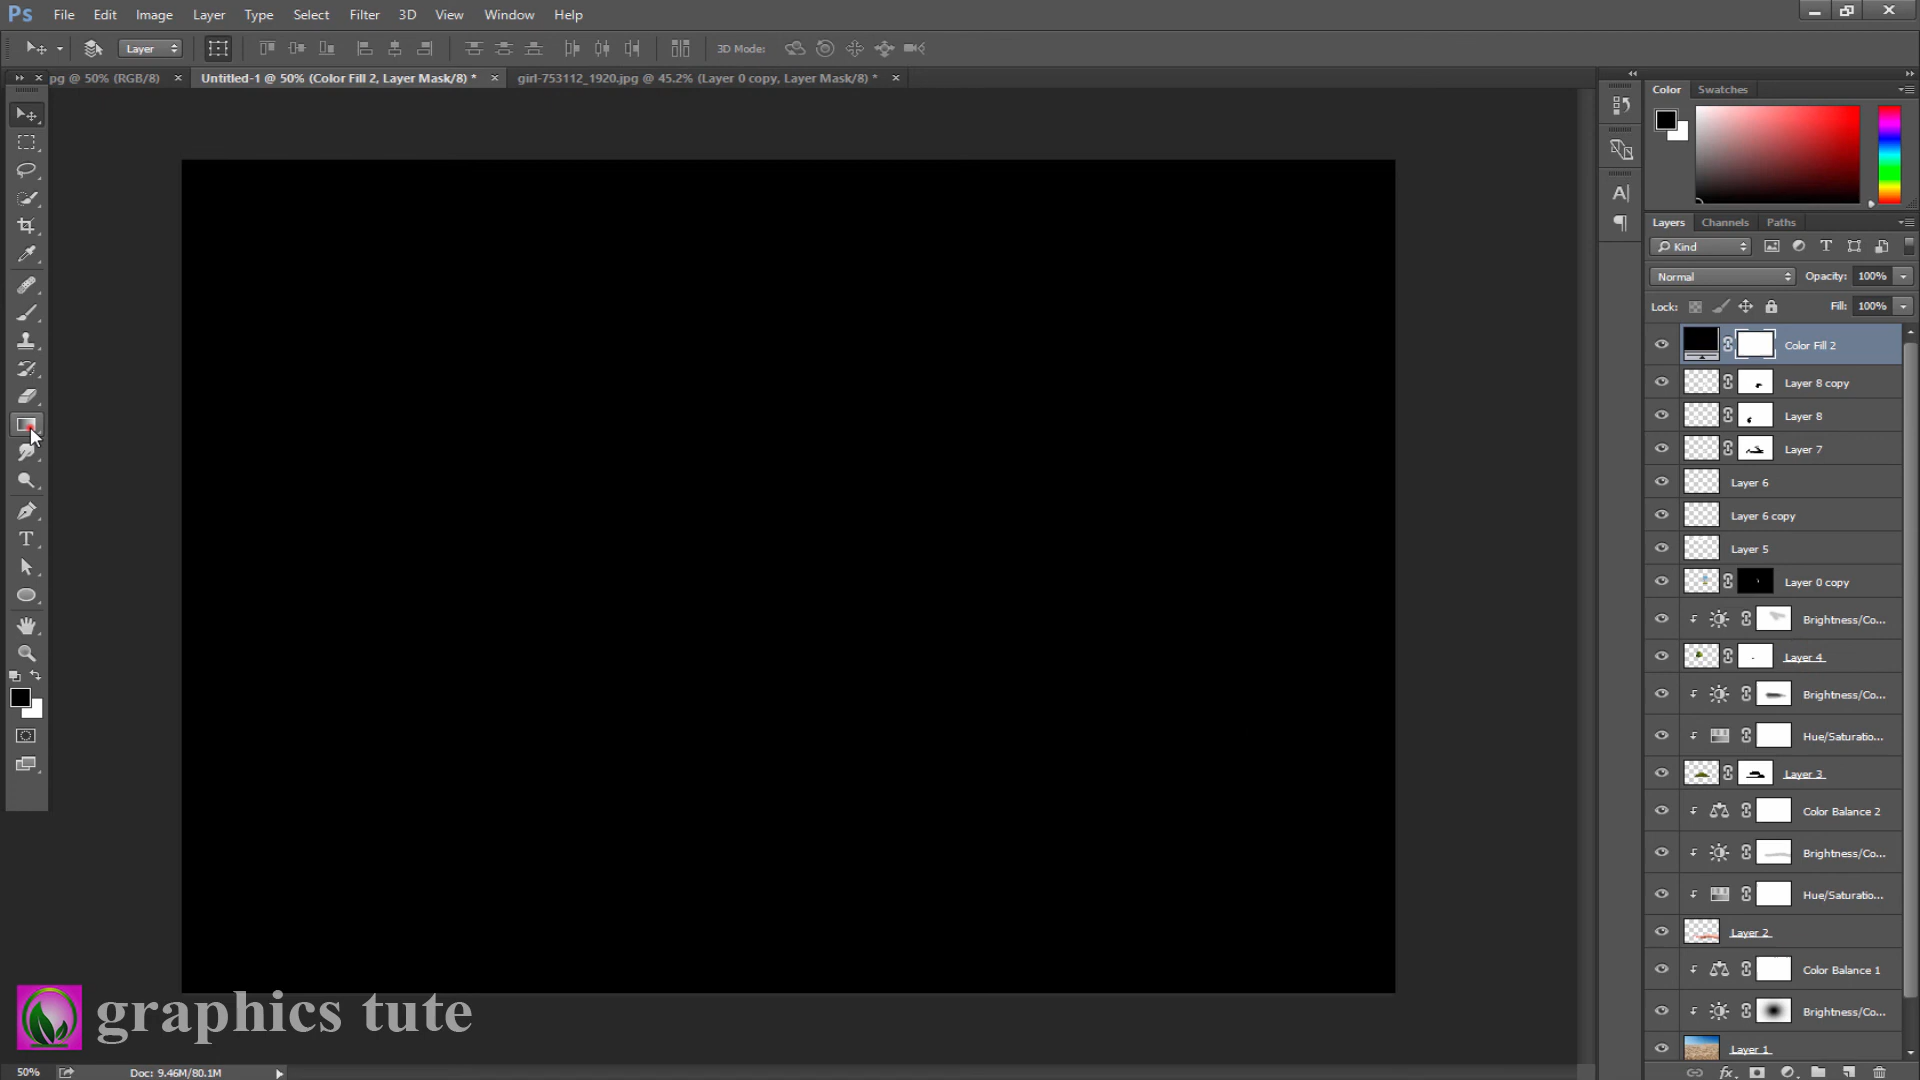 Ps File Edit Image Layer Type Select Filter 3D View Window Help
Layer 3D Mode:
pg @ 50% (RGB/8) Untitled-1 @ 50% (Color Fill 2, Layer Mask/8) * girl-753112_1920.jpg @ 45.2% (Layer 0 copy, Layer Mask/8) *
Color Swatches
Layers Channels Paths
Kind
Normal Opacity: 100%
Lock: Fill: 100%
Color Fill 2
Layer 8 copy
Layer 8
Layer 7
Layer 6
Layer 6 copy
Layer 5
Layer 0 copy
Brightness/Co...
Layer 4
Brightness/Co...
Hue/Saturatio...
Layer 3
Color Balance 2
Brightness/Co...
Hue/Saturatio...
Layer 2
Color Balance 1
Brightness/Co...
Layer 1
graphics tute
50% Doc: 9.46M/80.1M